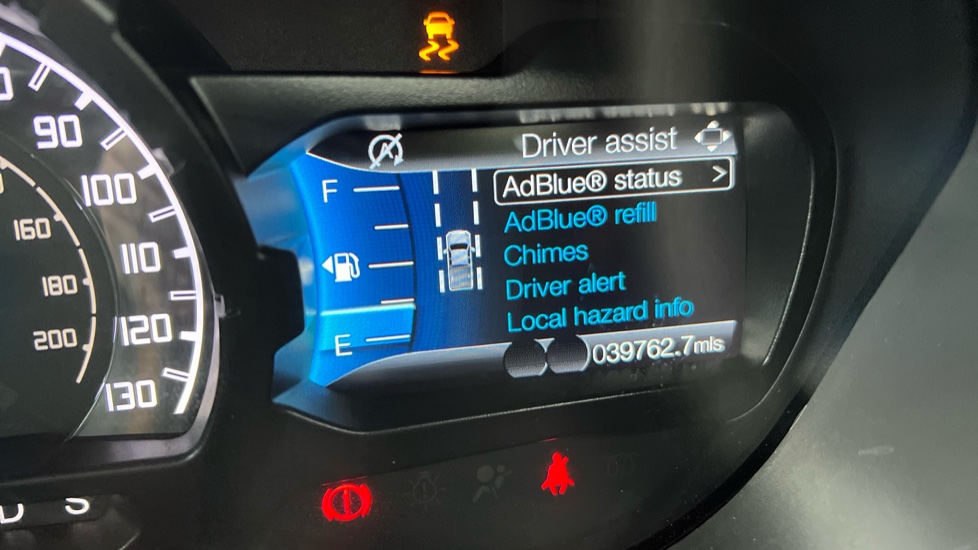 90
100
110
120
130
160
180
200
D S
F
E
Driver assist
AdBlue® status >
AdBlue® refill
Chimes
Driver alert
Local hazard info
039762.7mls